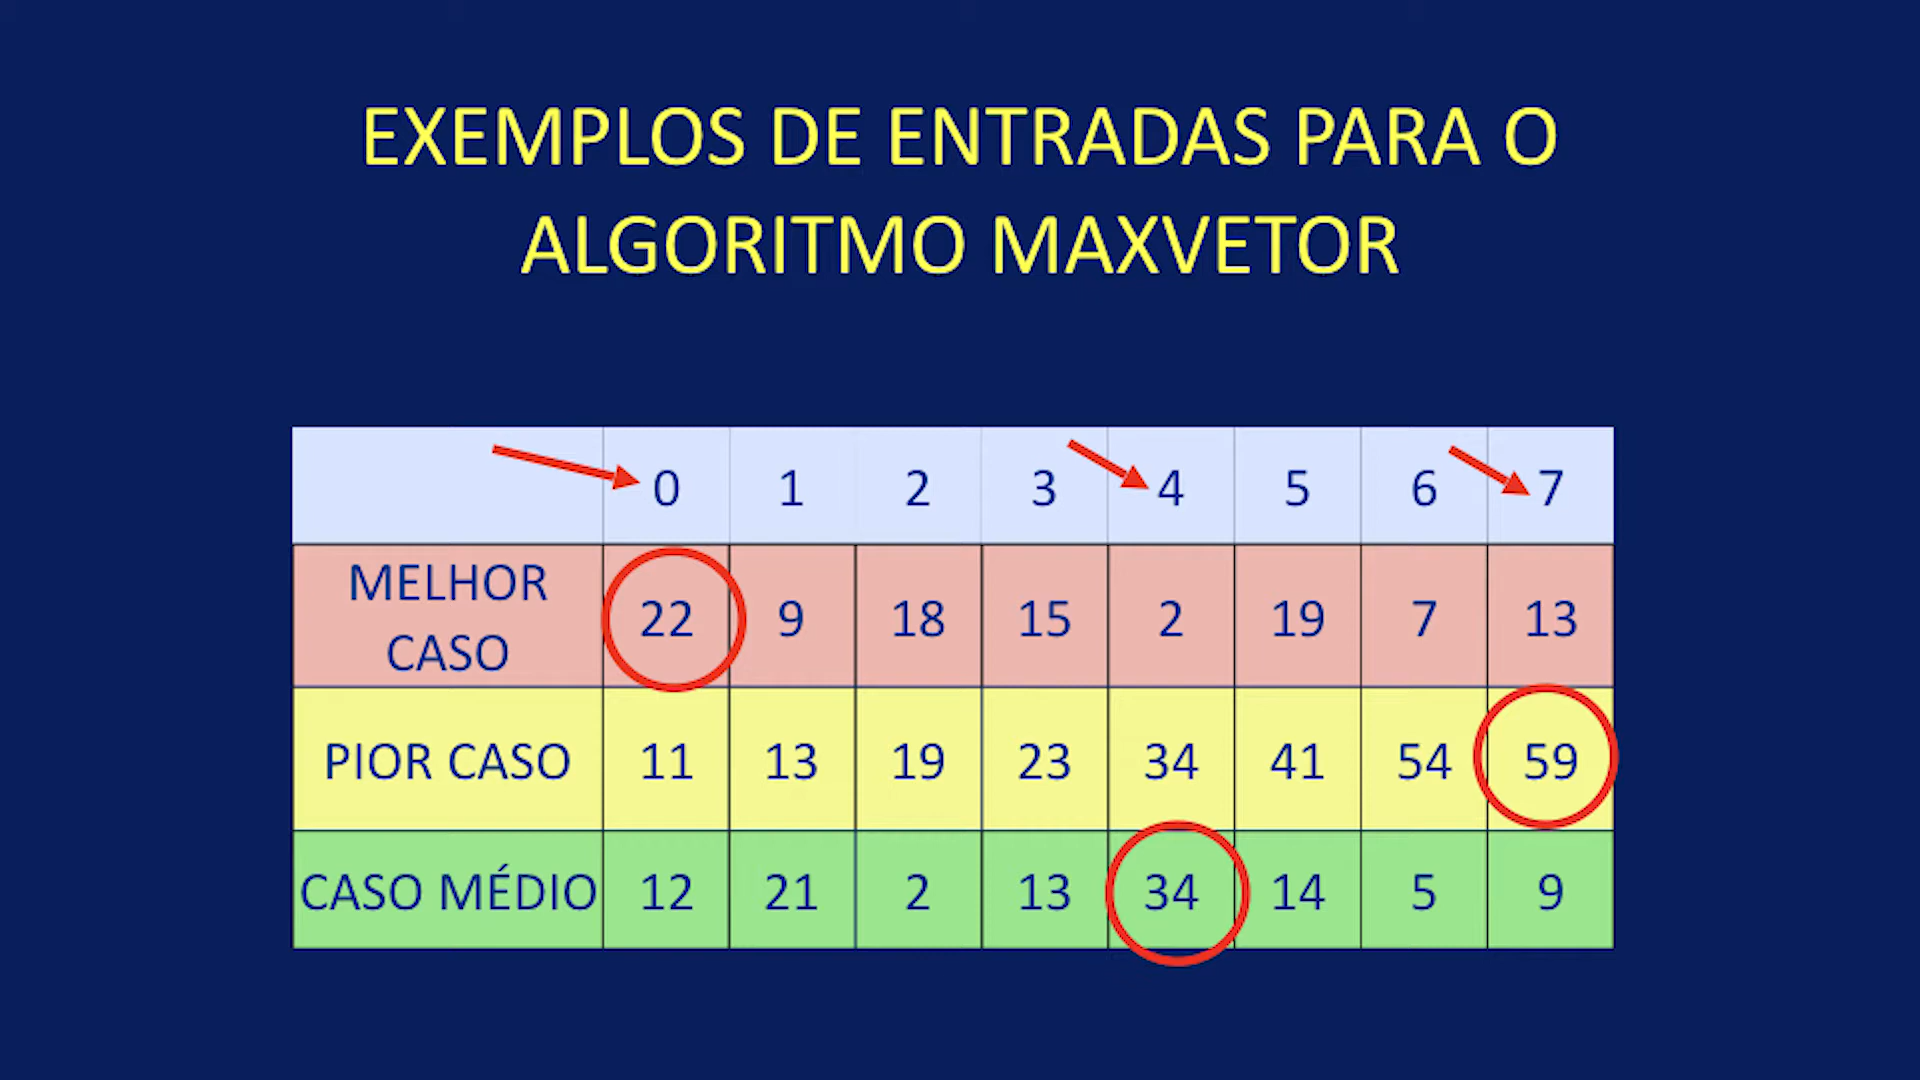 EXEMPLOS DE ENTRADAS PARA O
ALGORITMO MAXVETOR
0 1 2 3 4 5 6 7
MELHOR
CASO
22 9 18 15 2 19 7 13
PIOR CASO 11 13 19 23 34 41 54 59
CASO MÉDIO 12 21 2 13 34 14 5 9